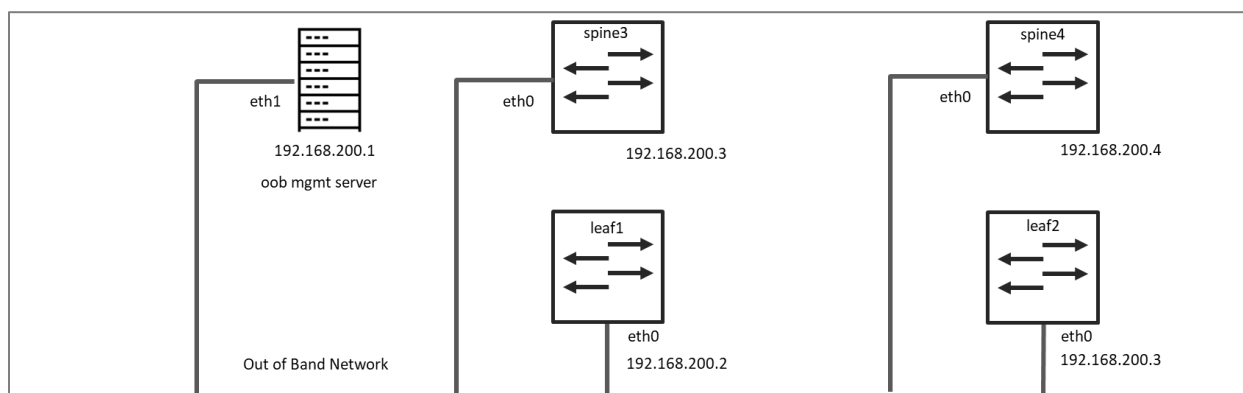 spine3
spine4
eth1
eth0
eth0
192.168.200.1
192.168.200.3
192.168.200.4
oob mgmt server
leaf1
leaf2
eth0
eth0
Out of Band Network
192.168.200.2
192.168.200.3